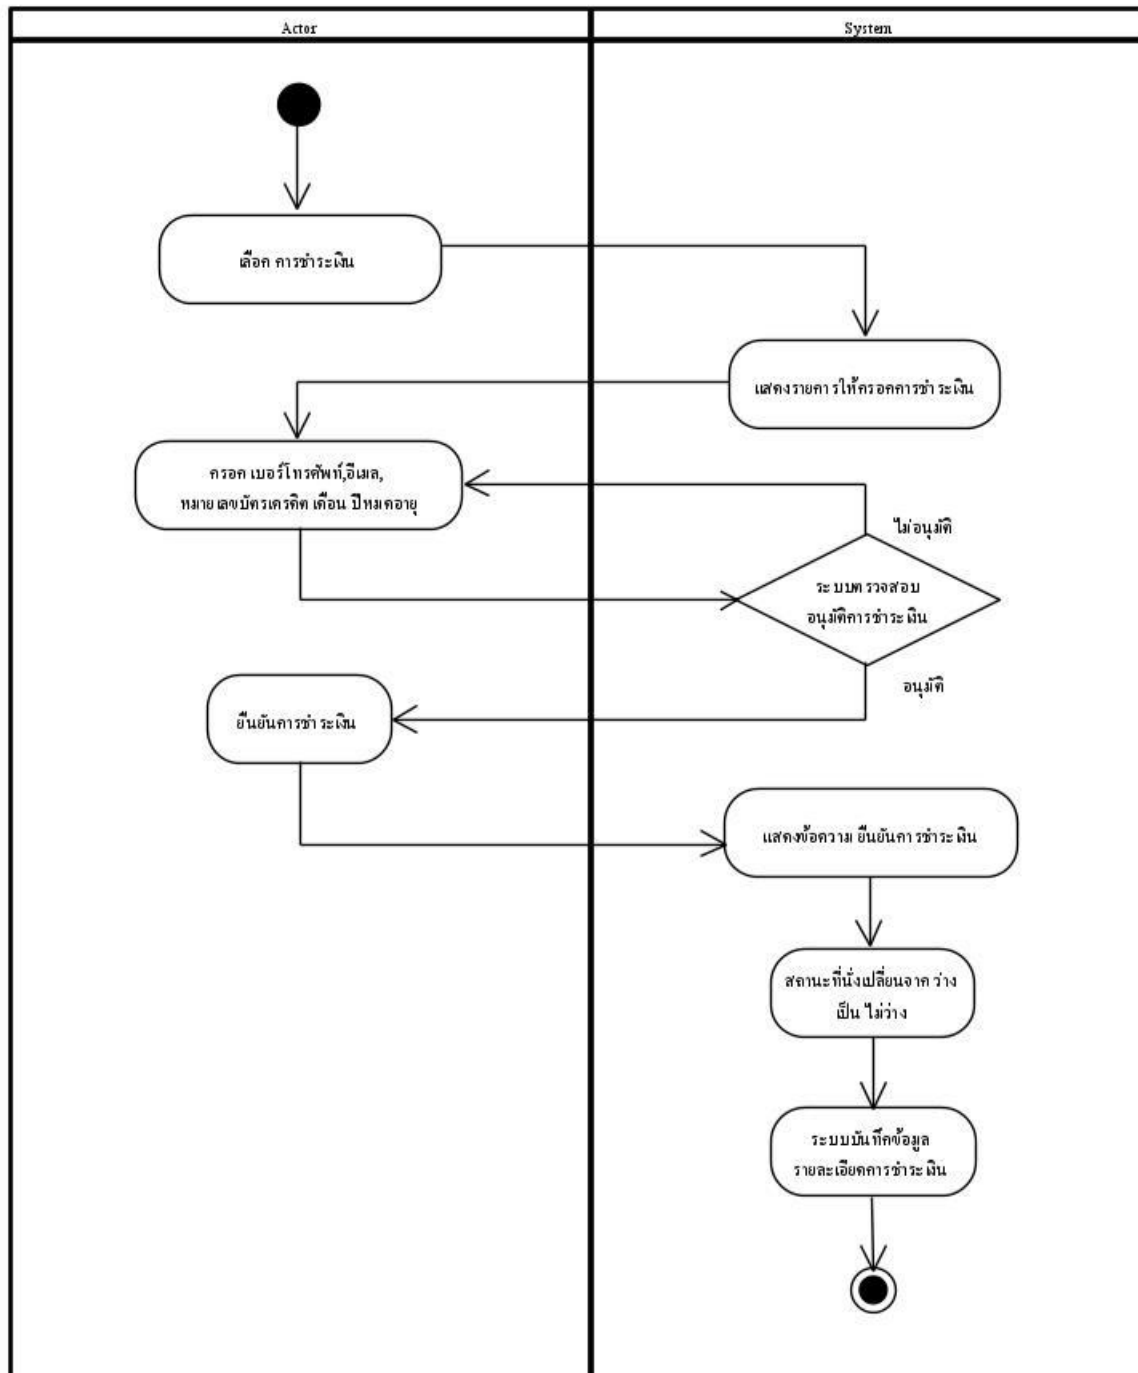 Actor
System
เลือก การชำระเงิน
แสดงรายการให้กรอกการชำระเงิน
กรอก เบอร์โทรศัพท์,อีเมล,
หมายเลขบัตรเครดิต เดือน ปีหมดอายุ
ไม่อนุมัติ
ระบบตรวจสอบ
อนุมัติการชำระเงิน
อนุมัติ
ยืนยันการชำระเงิน
แสดงข้อความ ยืนยันการชำระเงิน
สถานะที่นั่งเปลี่ยนจาก ว่าง
เป็น ไม่ว่าง
ระบบบันทึกข้อมูล
รายละเอียดการชำระเงิน